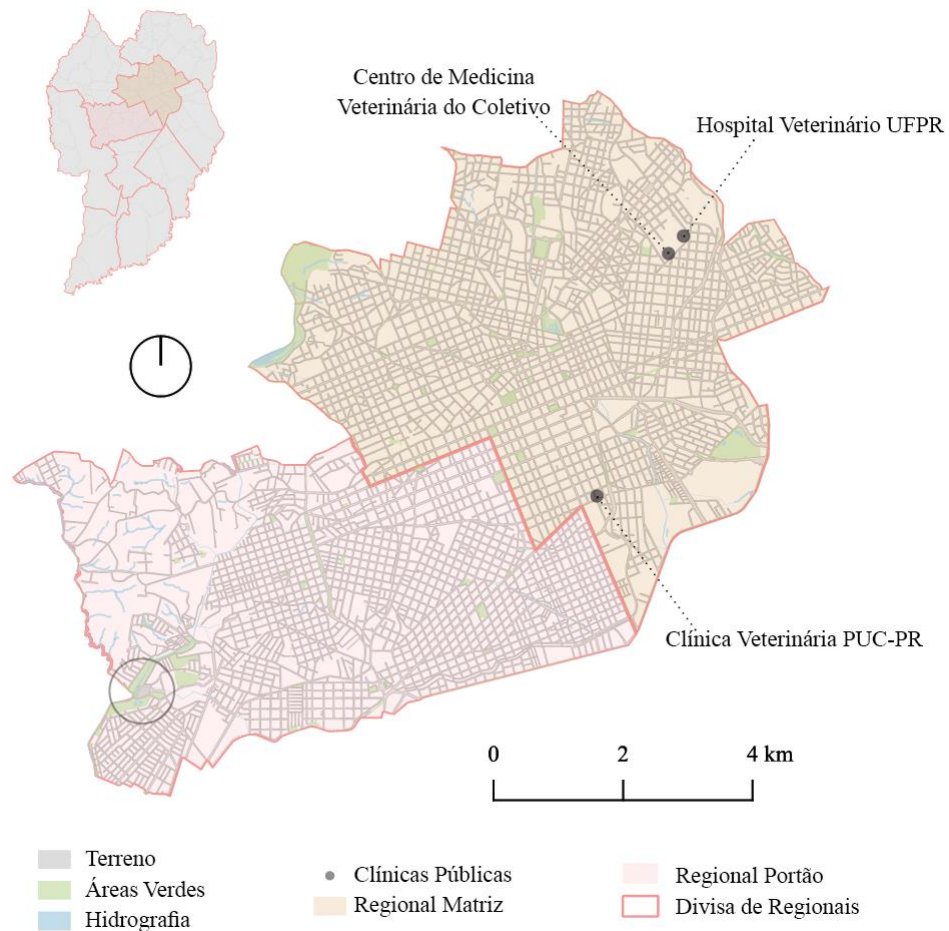 Centro de Medicina
Veterinária do Coletivo
Hospital Veterinário UFPR
Clínica Veterinária PUC-PR
0 2 4 km
Terreno
Áreas Verdes
Hidrografia
Clínicas Públicas
Regional Matriz
Regional Portão
Divisa de Regionais